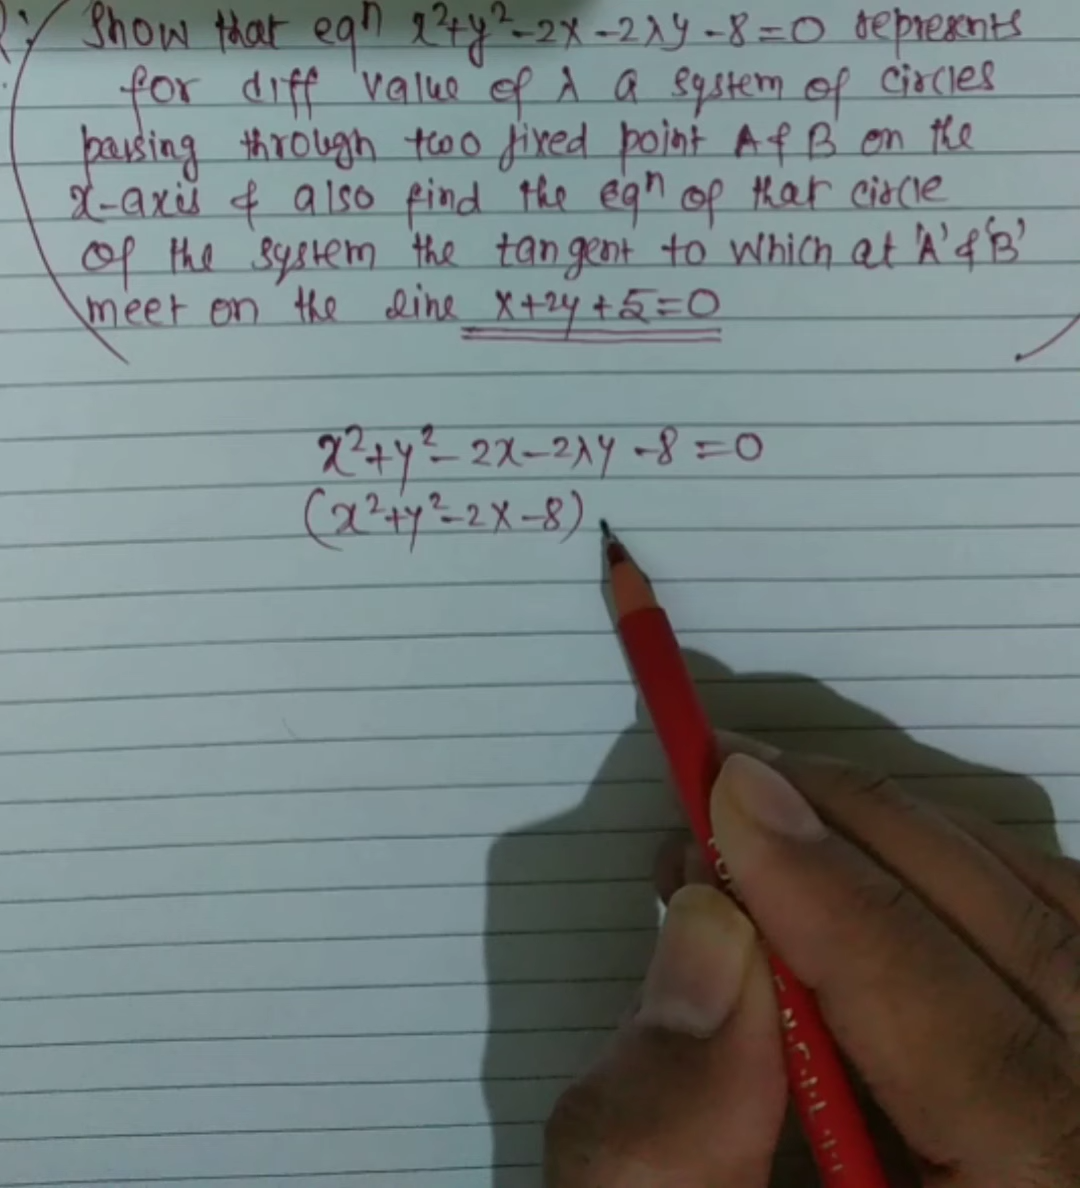 Show that eqⁿ x²+y²-2x-2λy-8=0 represents
for diff value of λ a system of circles
passing through two fixed point A & B on the
x-axis & also find the eqⁿ of that circle
of the system the tangent to which at 'A' & 'B'
meet on the line x+2y+5=0
x²+y²-2x-2λy-8=0
(x²+y²-2x-8)